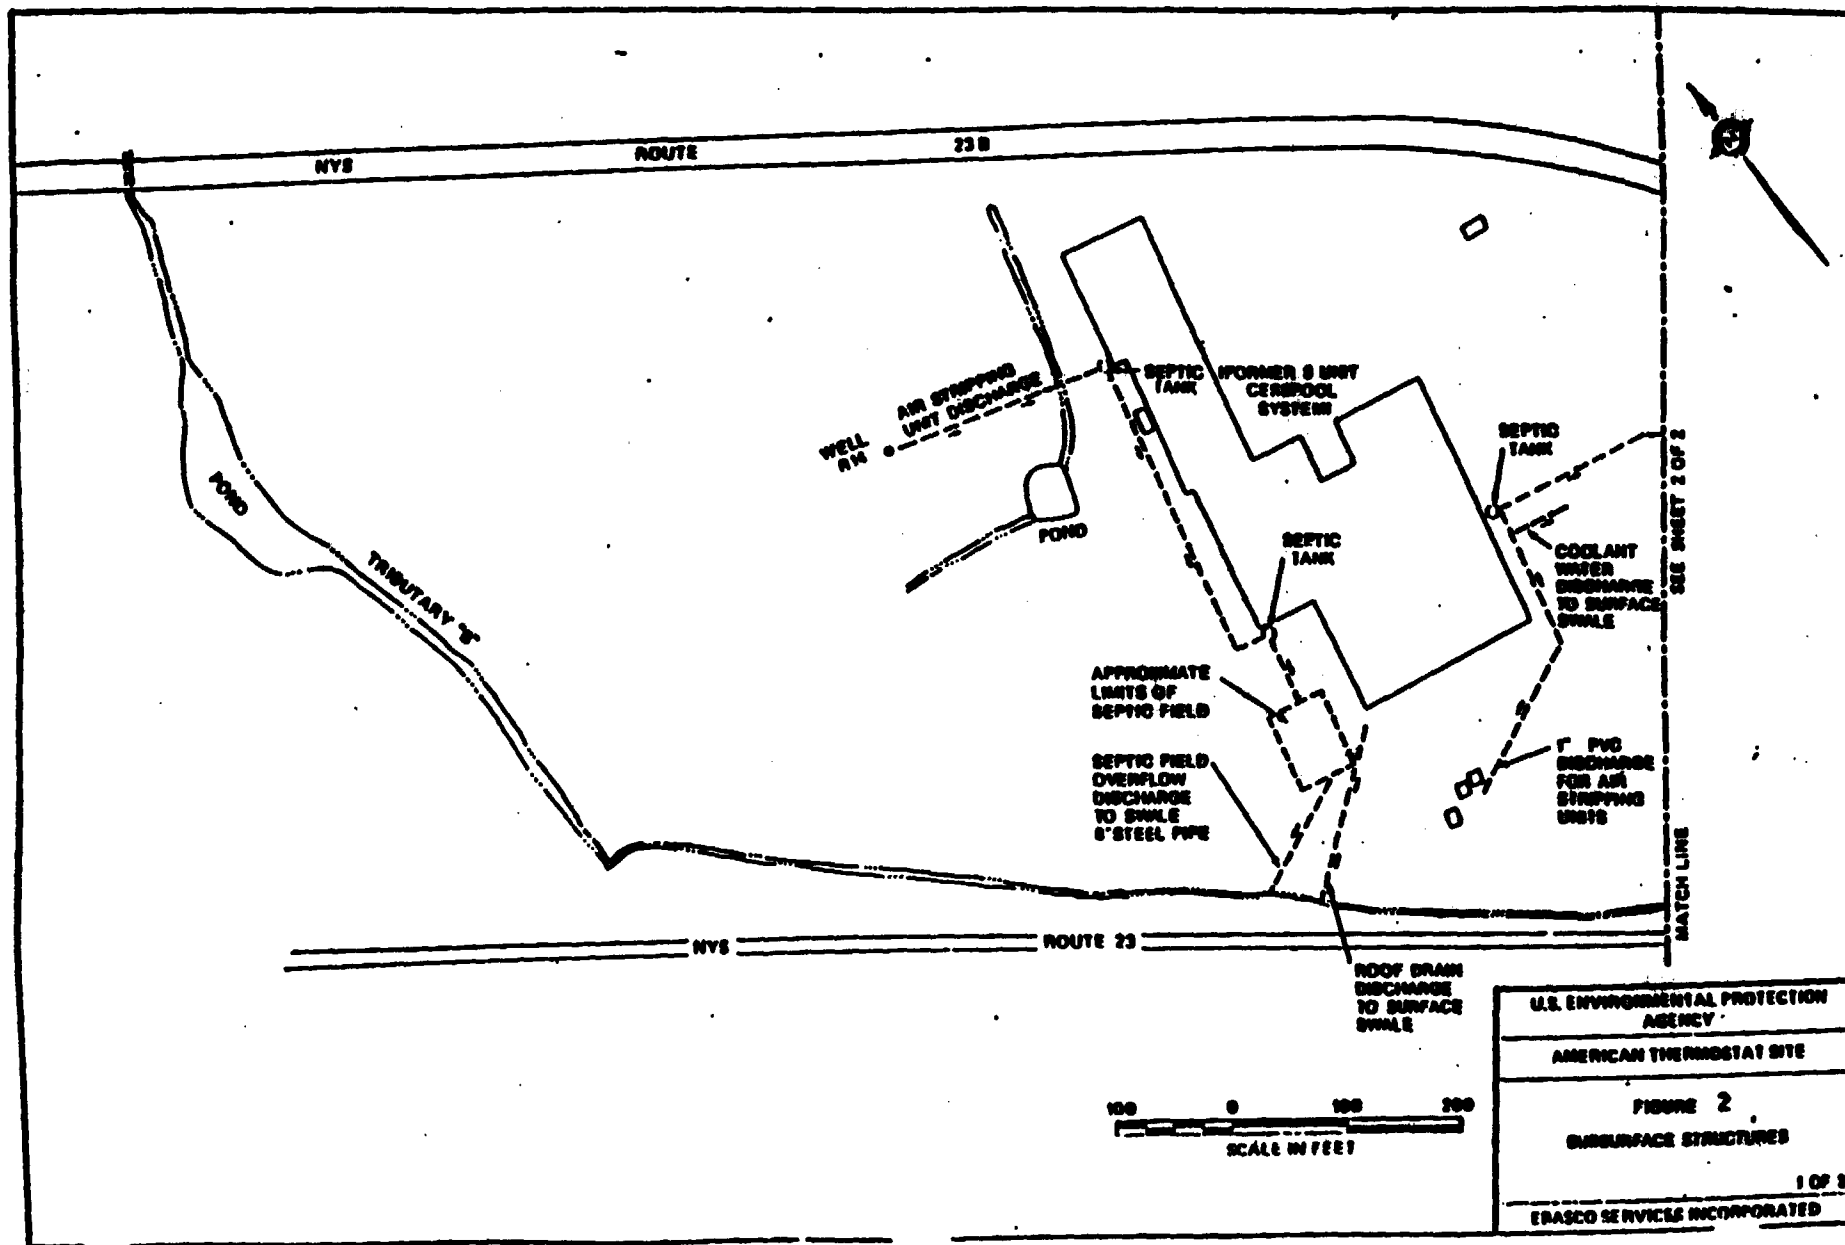 NYS ROUTE 23 B
AIR STRIPPING
UNIT DISCHARGE
WELL
R 14
SEPTIC
TANK
(FORMER 8 UNIT
CESSPOOL
SYSTEM)
SEPTIC
TANK
POND
POND
SEPTIC
TANK
COOLANT
WATER
DISCHARGE
TO SURFACE
SWALE
SEE SHEET 2 OF 2
TRIBUTARY "B"
APPROXIMATE
LIMITS OF
SEPTIC FIELD
SEPTIC FIELD
OVERFLOW
DISCHARGE
TO SWALE
STEEL PIPE
1" PVC
DISCHARGE
FOR AIR
STRIPPING
UNITS
MATCH LINE
NYS ROUTE 23
ROOF DRAIN
DISCHARGE
TO SURFACE
SWALE
100 0 100 200
SCALE IN FEET
U.S. ENVIRONMENTAL PROTECTION
AGENCY
AMERICAN THERMOSTAT SITE
FIGURE 2
SUBSURFACE STRUCTURES
1 OF
EBASCO SERVICES INCORPORATED